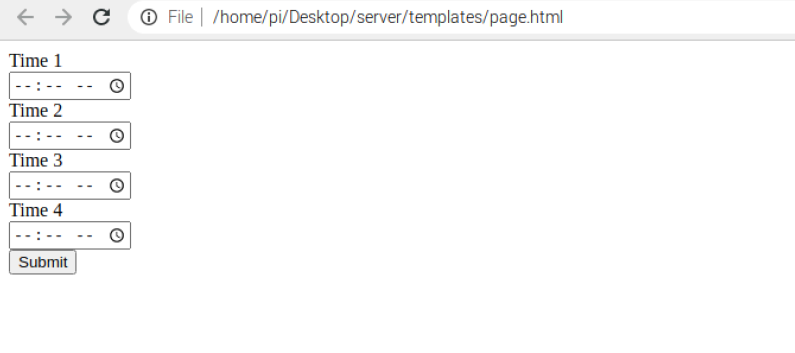 File | /home/pi/Desktop/server/templates/page.html
Time 1
--:-- --
Time 2
--:-- --
Time 3
--:-- --
Time 4
--:-- --
Submit